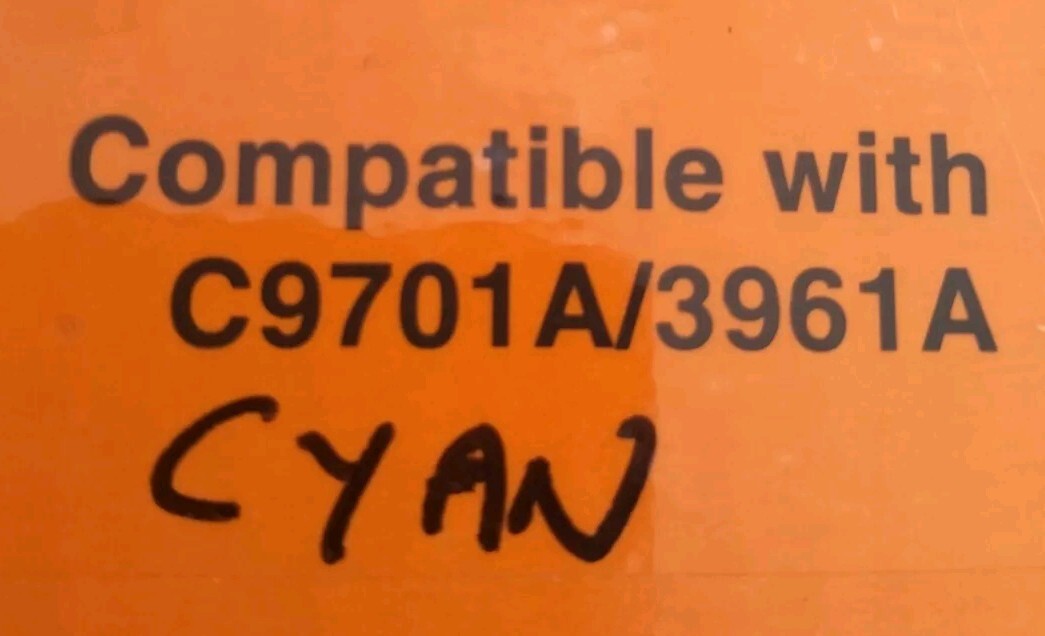 Compatible with
C9701A/3961A
CYAN